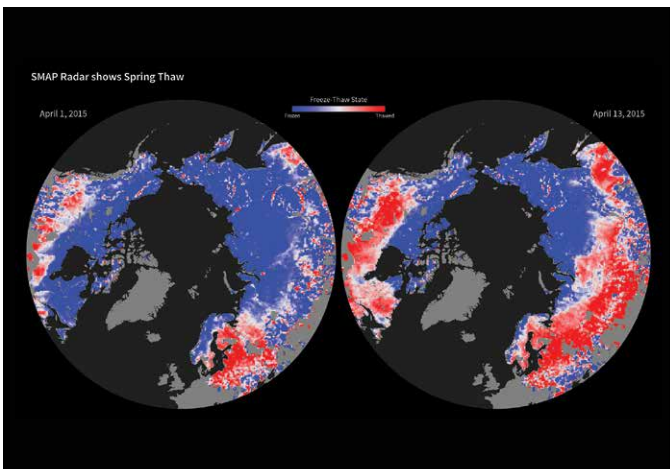 SMAP Radar shows Spring Thaw
Freeze-Thaw State
April 1, 2015
April 13, 2015
Frozen
Thawed